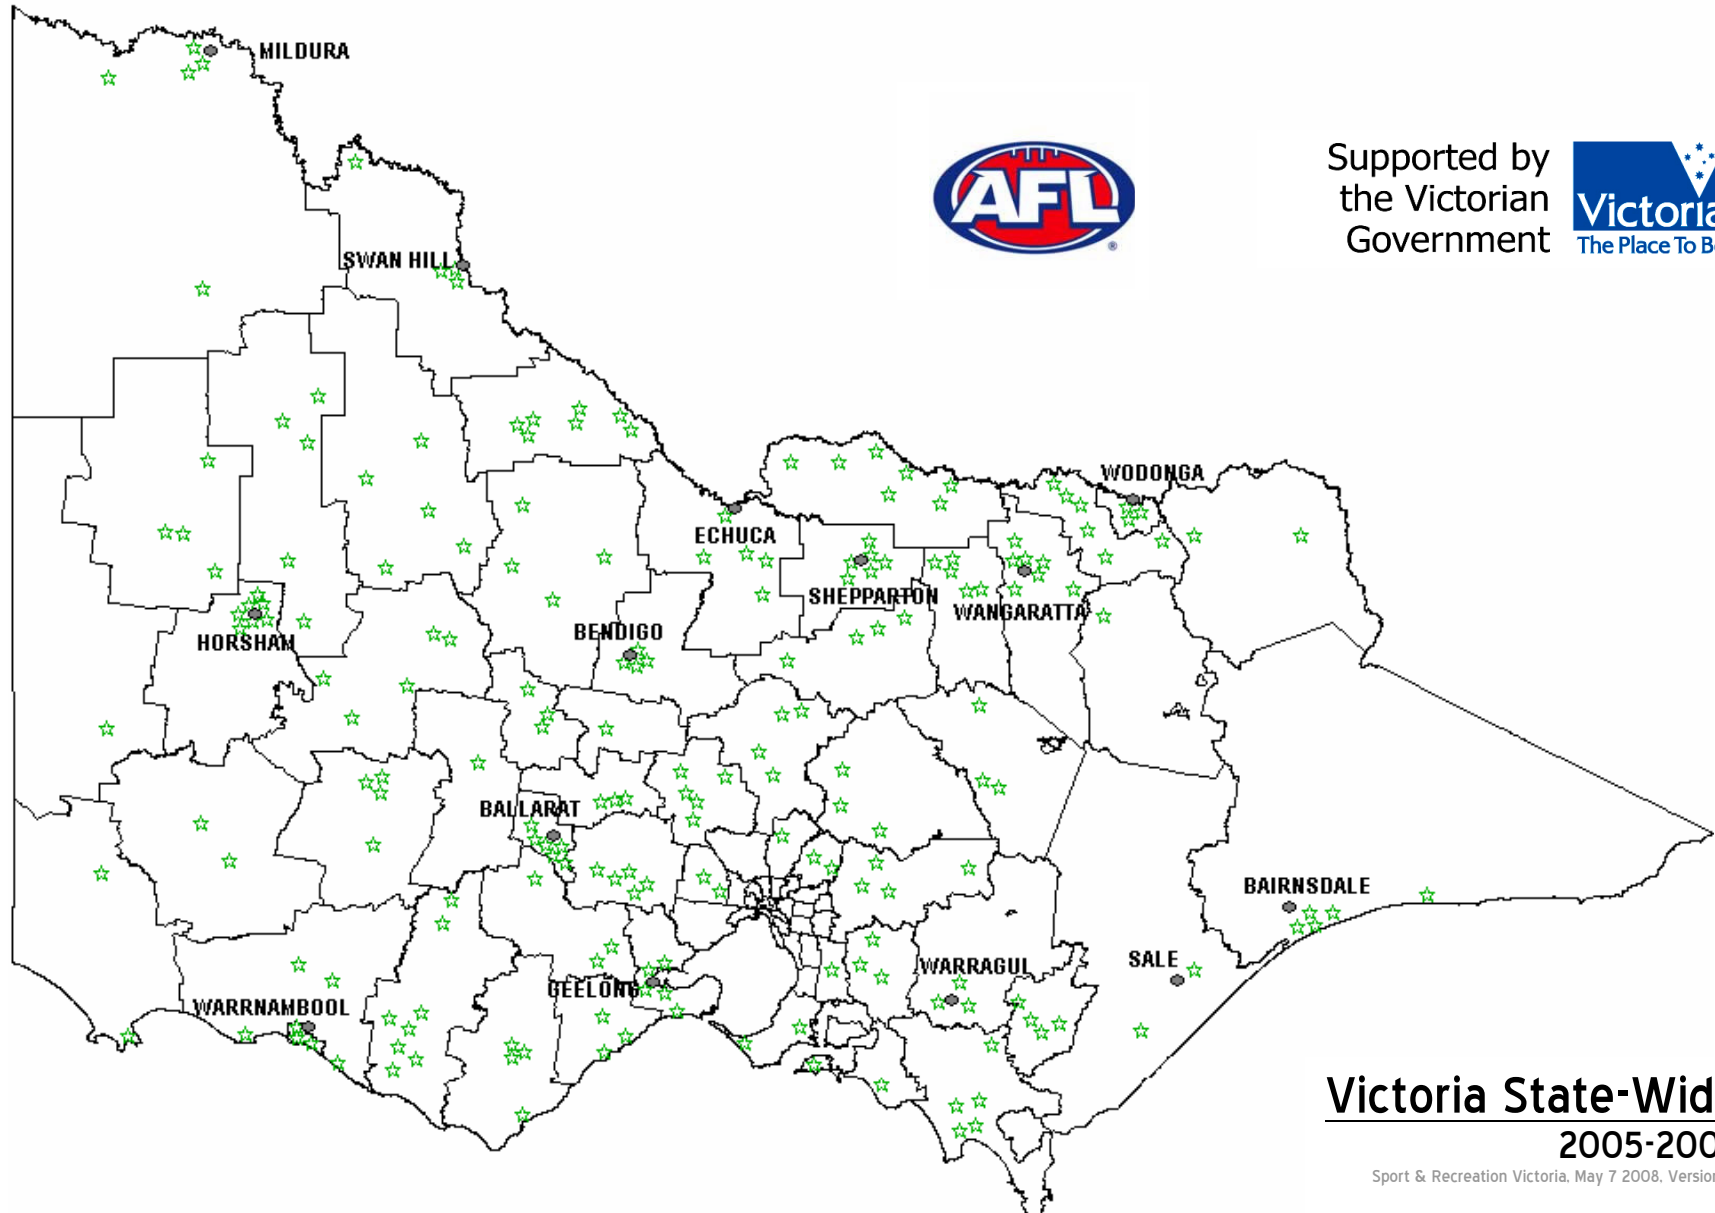 MILDURA
AFL
®
Supported by
the Victorian
Government
Victoria
The Place To B
SWAN HILL
WODONGA
ECHUCA
SHEPPARTON
WANGARATTA
HORSHAM
BENDIGO
BALLARAT
BAIRNSDALE
SALE
WARRAGUL
GEELONG
WARRNAMBOOL
Victoria State-Wid
2005-200
Sport & Recreation Victoria, May 7 2008, Version